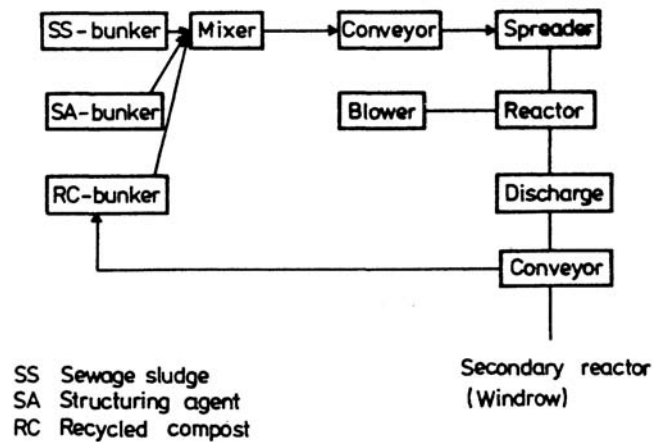 SS-bunker
Mixer
Conveyor
Spreader
SA-bunker
Blower
Reactor
RC-bunker
Discharge
Conveyor
Secondary reactor
(Windrow)
SS Sewage sludge
SA Structuring agent
RC Recycled compost